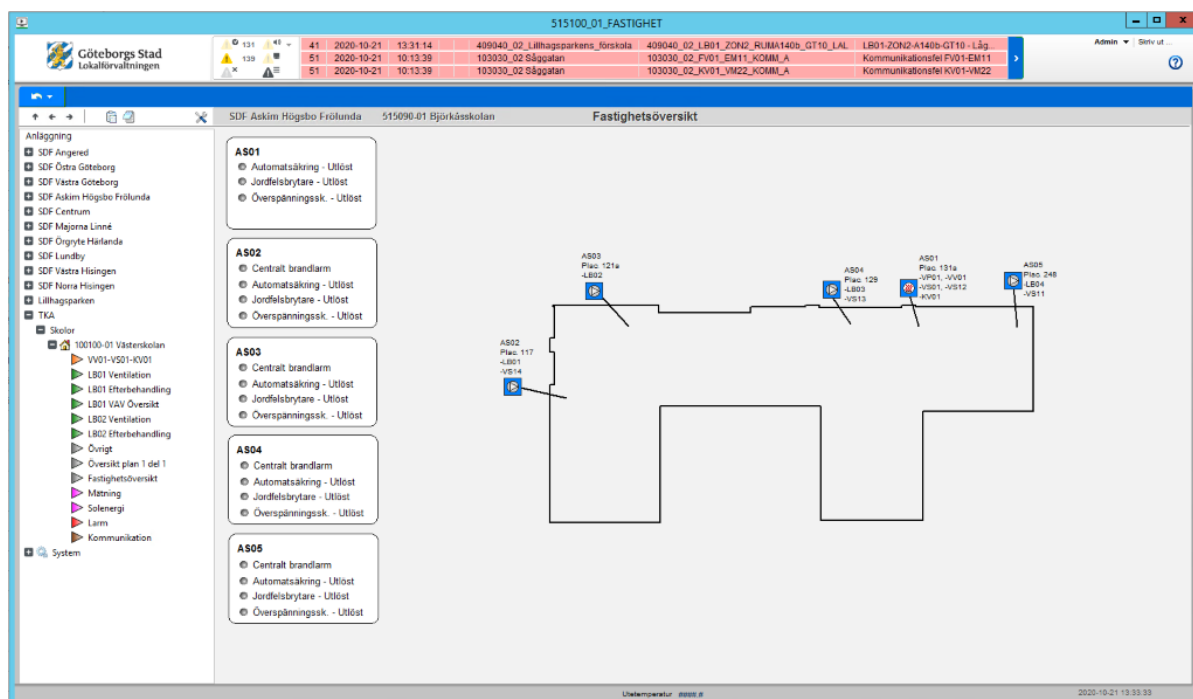 515100_01_FASTIGHET
Göteborgs Stad
Lokalförvaltningen
131
139
41 2020-10-21 13:31:14 409040_02_Lillhagsparkens_förskola 409040_02_LB01_ZON2_RUMA140b_GT10_LAL LB01-ZON2-A140b-GT10 - Låg...
51 2020-10-21 10:13:39 103030_02 Såggatan 103030_02_FV01_EM11_KOMM_A Kommunikationsfel FV01-EM11
51 2020-10-21 10:13:39 103030_02 Såggatan 103030_02_KV01_VM22_KOMM_A Kommunikationsfel KV01-VM22
Admin Skriv ut ...
SDF Askim Högsbo Frölunda 515090-01 Björkåsskolan Fastighetsöversikt
Anläggning
SDF Angered
SDF Östra Göteborg
SDF Västra Göteborg
SDF Askim Högsbo Frölunda
SDF Centrum
SDF Majorna Linné
SDF Örgryte Härlanda
SDF Lundby
SDF Västra Hisingen
SDF Norra Hisingen
Lillhagsparken
TKA
Skolor
100100-01 Västerskolan
VV01-VS01-KV01
LB01 Ventilation
LB01 Efterbehandling
LB01 VAV Översikt
LB02 Ventilation
LB02 Efterbehandling
Övrigt
Översikt plan 1 del 1
Fastighetsöversikt
Mätning
Solenergi
Larm
Kommunikation
System
AS01
Automatsäkring - Utlöst
Jordfelsbrytare - Utlöst
Överspänningssk. - Utlöst
AS02
Centralt brandlarm
Automatsäkring - Utlöst
Jordfelsbrytare - Utlöst
Överspänningssk. - Utlöst
AS03
Centralt brandlarm
Automatsäkring - Utlöst
Jordfelsbrytare - Utlöst
Överspänningssk. - Utlöst
AS04
Centralt brandlarm
Automatsäkring - Utlöst
Jordfelsbrytare - Utlöst
Överspänningssk. - Utlöst
AS05
Centralt brandlarm
Automatsäkring - Utlöst
Jordfelsbrytare - Utlöst
Överspänningssk. - Utlöst
AS02
Plac. 117
-LB01
-VS14
AS03
Plac. 121a
-LB02
AS04
Plac. 129
-LB03
-VS13
AS01
Plac. 131a
-VP01, -VV01
-VS01, -VS12
-KV01
AS05
Plac. 248
-LB04
-VS11
Utetemperatur ####.#
2020-10-21 13:33:33